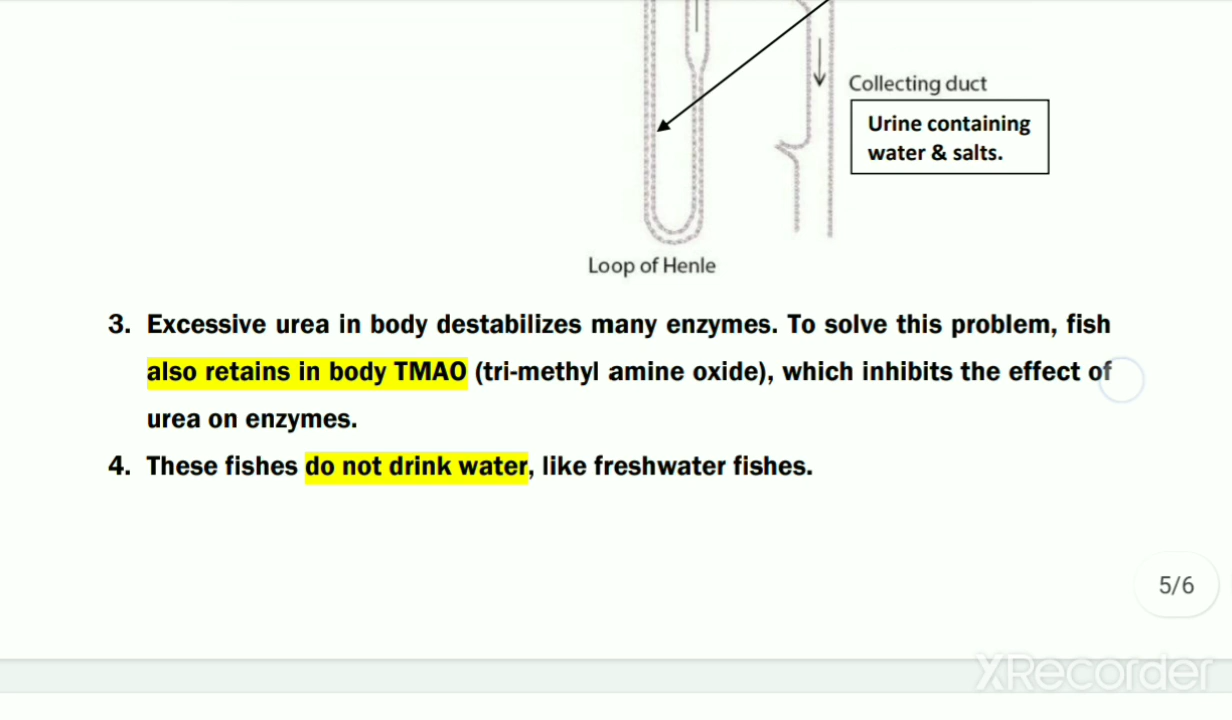 Collecting duct
Urine containing
water & salts.
Loop of Henle
3. Excessive urea in body destabilizes many enzymes. To solve this problem, fish
also retains in body TMAO (tri-methyl amine oxide), which inhibits the effect of
urea on enzymes.
4. These fishes do not drink water, like freshwater fishes.
5/6
XRecorder